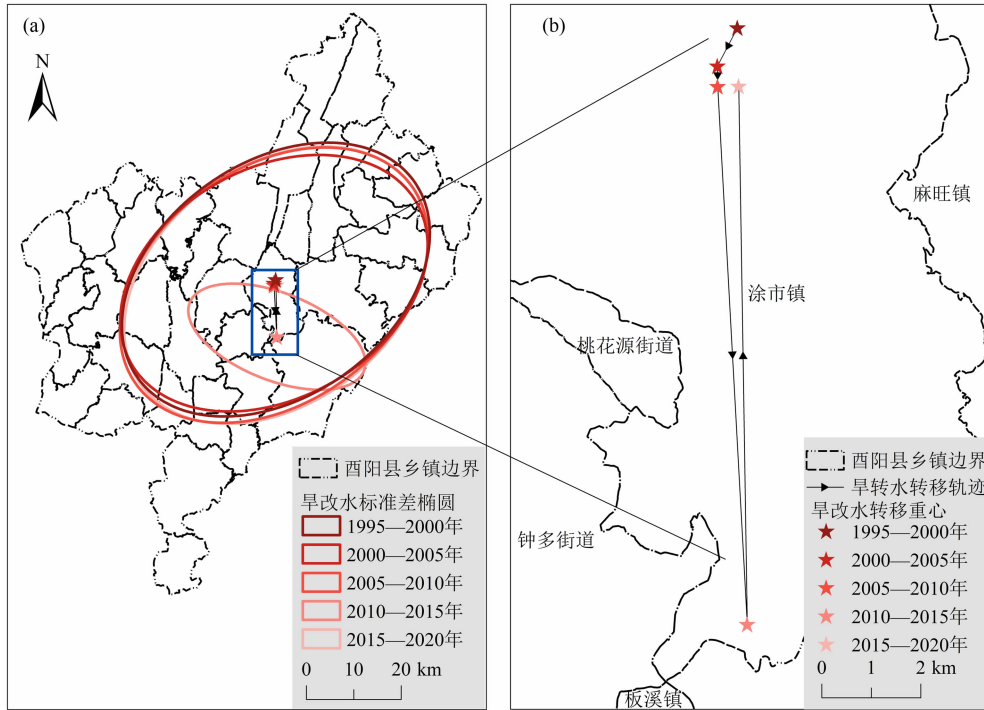 (a)
N
酉阳县乡镇边界
旱改水标准差椭圆
1995—2000年
2000—2005年
2005—2010年
2010—2015年
2015—2020年
0 10 20 km
(b)
麻旺镇
涂市镇
桃花源街道
钟多街道
板溪镇
酉阳县乡镇边界
旱转水转移轨迹
旱改水转移重心
1995—2000年
2000—2005年
2005—2010年
2010—2015年
2015—2020年
0 1 2 km